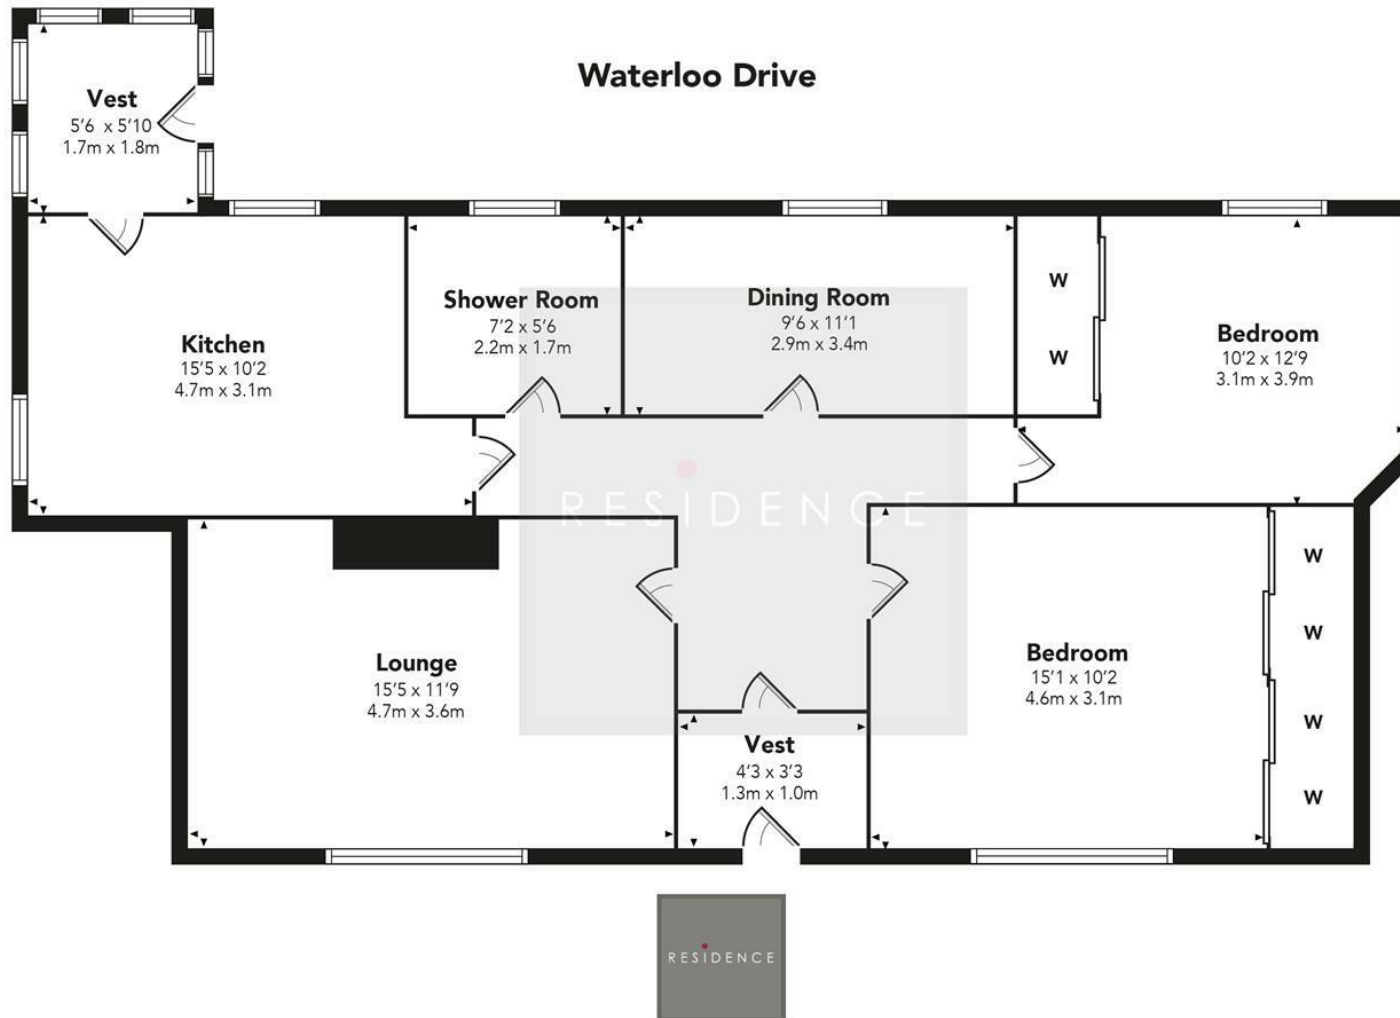 Waterloo Drive
Vest
5'6 x 5'10
1.7m x 1.8m
Kitchen
15'5 x 10'2
4.7m x 3.1m
Shower Room
7'2 x 5'6
2.2m x 1.7m
Dining Room
9'6 x 11'1
2.9m x 3.4m
W
W
Bedroom
10'2 x 12'9
3.1m x 3.9m
RESIDENCE
Lounge
15'5 x 11'9
4.7m x 3.6m
Vest
4'3 x 3'3
1.3m x 1.0m
Bedroom
15'1 x 10'2
4.6m x 3.1m
W
W
W
W
RESIDENCE